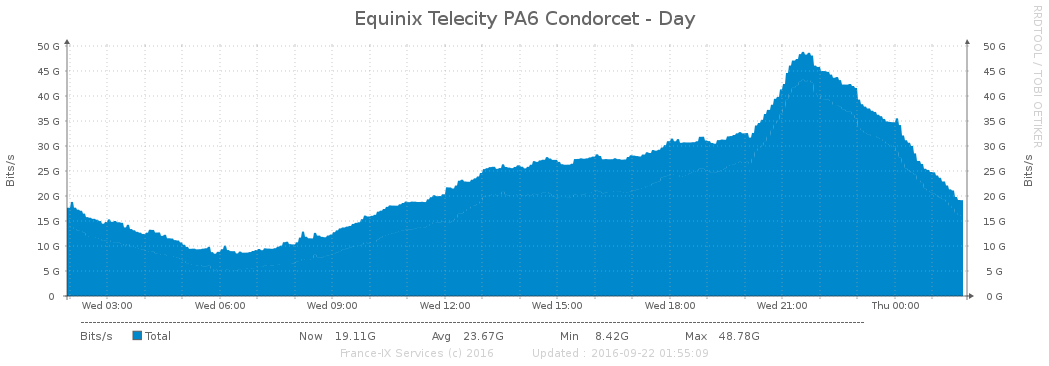 Equinix Telecity PA6 Condorcet - Day
RRDTOOL / TOBI OETIKER
Bits/s
50 G
45 G
40 G
35 G
30 G
25 G
20 G
15 G
10 G
5 G
0
50 G
45 G
40 G
35 G
30 G
25 G
20 G
15 G
10 G
5 G
0 G
Bits/s
Wed 03:00 Wed 06:00 Wed 09:00 Wed 12:00 Wed 15:00 Wed 18:00 Wed 21:00 Thu 00:00
Bits/s Total Now 19.11G Avg 23.67G Min 8.42G Max 48.78G
France-IX Services (c) 2016 Updated : 2016-09-22 01:55:09